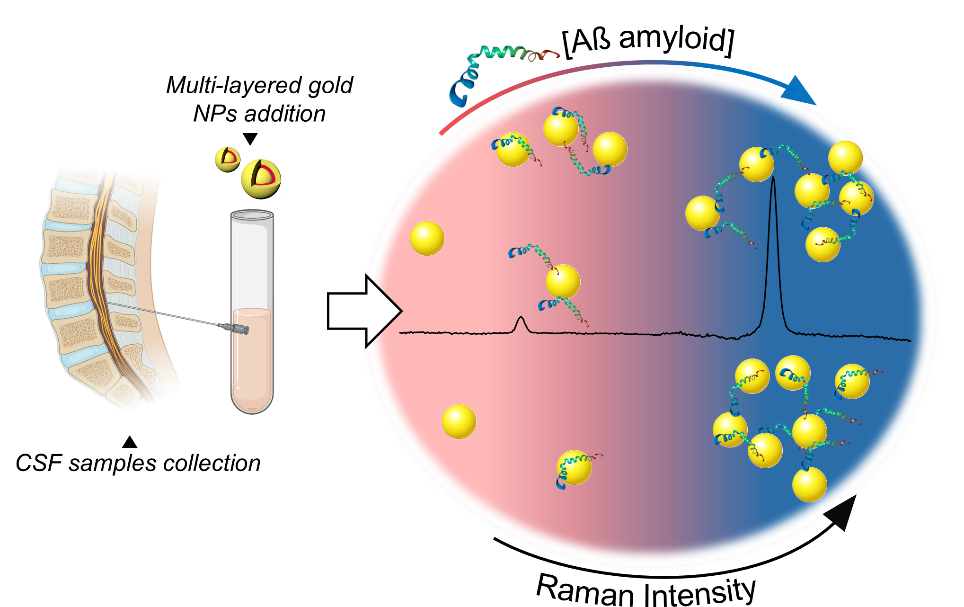 Multi-layered gold
NPs addition
CSF samples collection
[Aß amyloid]
Raman Intensity